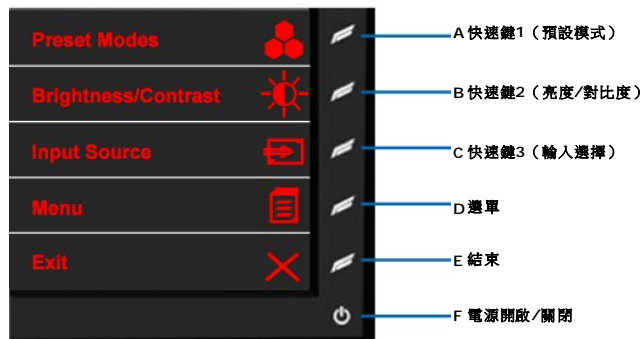 Preset Modes
A 快速鍵1（預設模式）
Brightness/Contrast
B 快速鍵2（亮度/對比度）
Input Source
C 快速鍵3（輸入選擇）
Menu
D 選單
Exit
E 結束
F 電源開啟/關閉